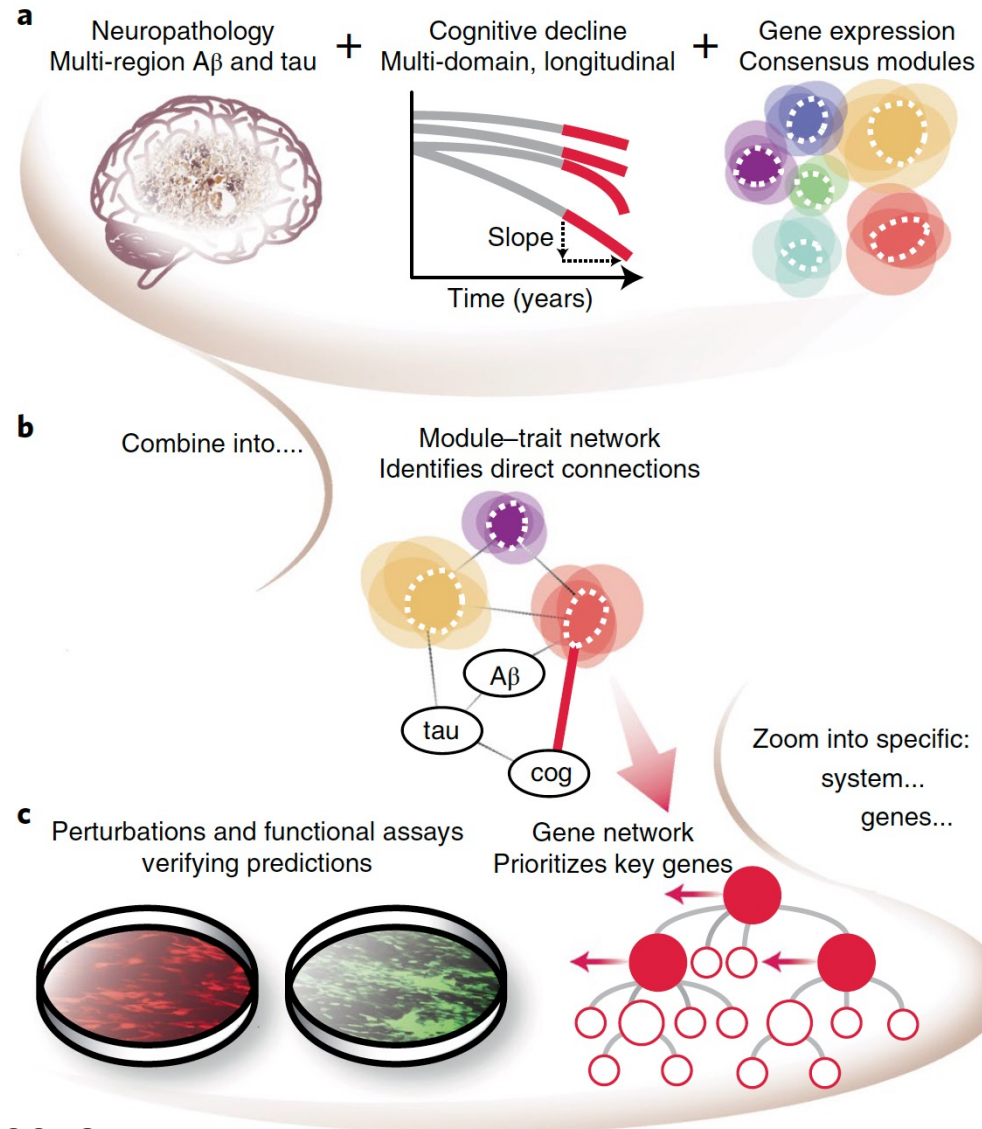 a
Neuropathology
Multi-region Aβ and tau
+
Cognitive decline
Multi-domain, longitudinal
+
Gene expression
Consensus modules
Slope
Time (years)
b
Combine into....
Module–trait network
Identifies direct connections
Aβ
tau
cog
Zoom into specific:
system...
genes...
c
Perturbations and functional assays
verifying predictions
Gene network
Prioritizes key genes